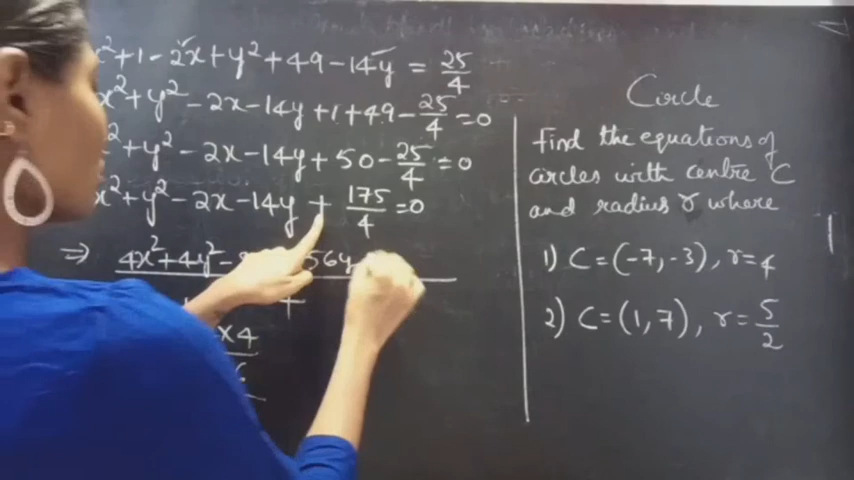 x²+1-2x+y²+49-14y = 25/4
x²+y²-2x-14y+1+49-25/4=0
+y²-2x-14y+50-25/4=0
x²+y²-2x-14y+175/4=0
⇒ 4x²+4y²- 56y
+
x4
Circle
find the equations of
circles with centre C
and radius r where
1) C=(-7,-3), r=4
2) C=(1,7), r=5/2